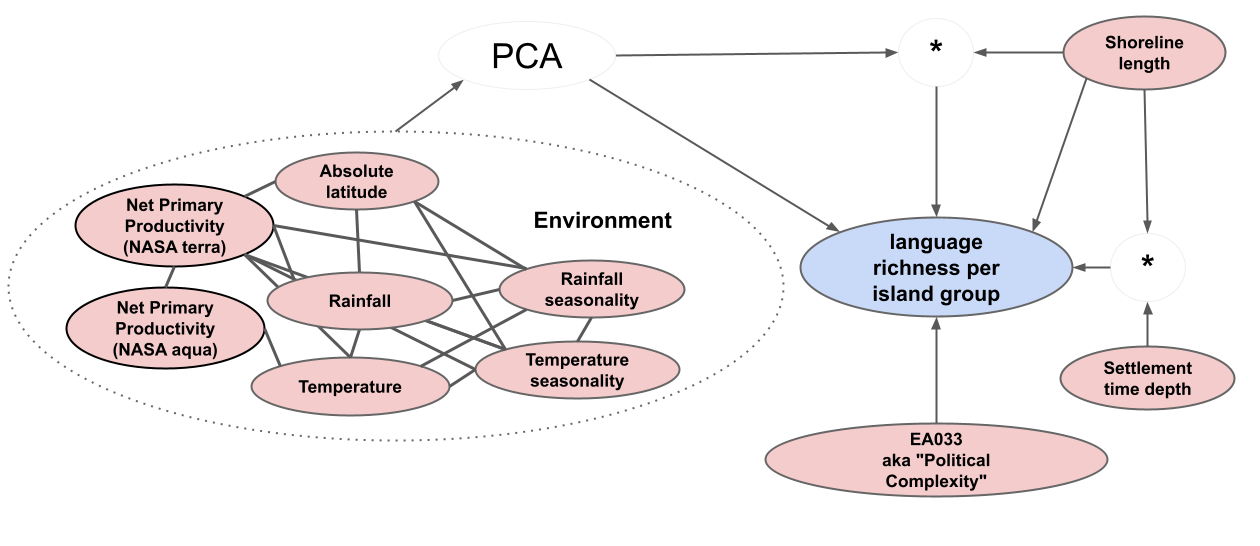 PCA
*
Shoreline
length
Absolute
latitude
Net Primary
Productivity
(NASA terra)
Environment
Rainfall
Rainfall
seasonality
Net Primary
Productivity
(NASA aqua)
Temperature
Temperature
seasonality
language
richness per
island group
*
Settlement
time depth
EA033
aka "Political
Complexity"